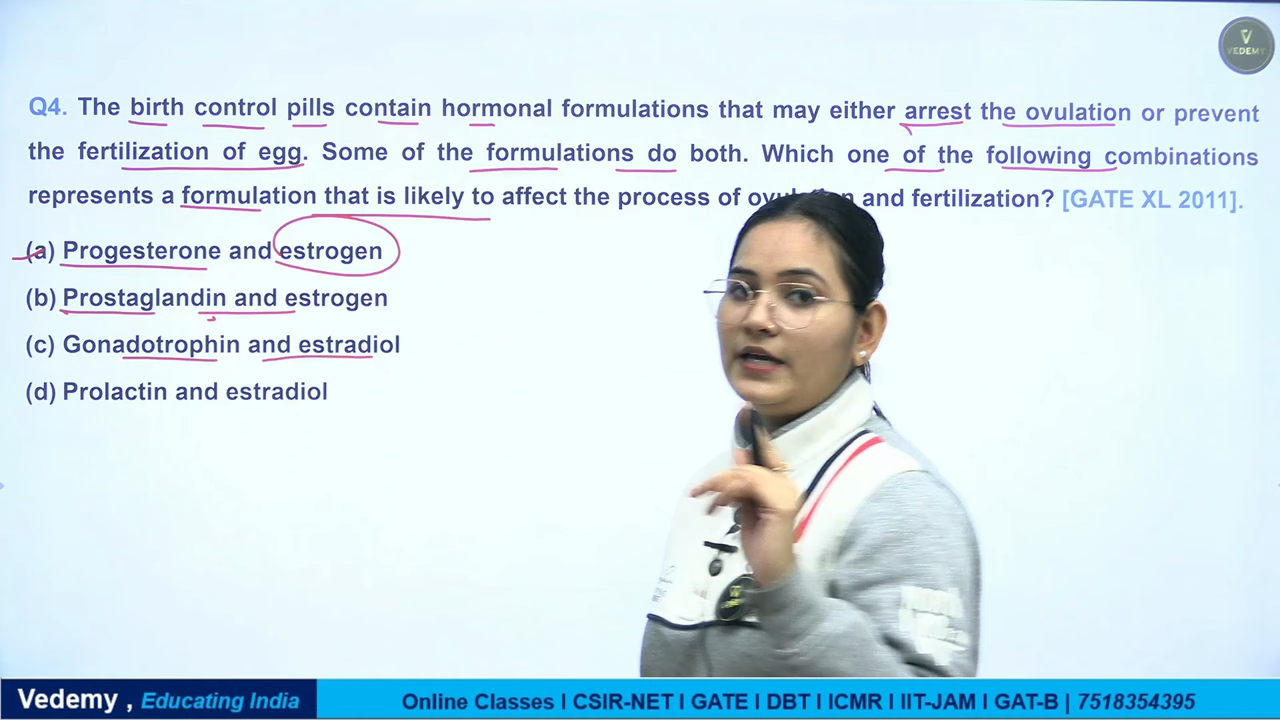 VEDEMY
Q4. The birth control pills contain hormonal formulations that may either arrest the ovulation or prevent
the fertilization of egg. Some of the formulations do both. Which one of the following combinations
represents a formulation that is likely to affect the process of and fertilization? [GATE XL 2011].
(a) Progesterone and estrogen
(b) Prostaglandin and estrogen
(c) Gonadotrophin and estradiol
(d) Prolactin and estradiol
Vedemy , Educating India
Online Classes I CSIR-NET I GATE I DBT I ICMR I IIT-JAM I GAT-B | 7518354395